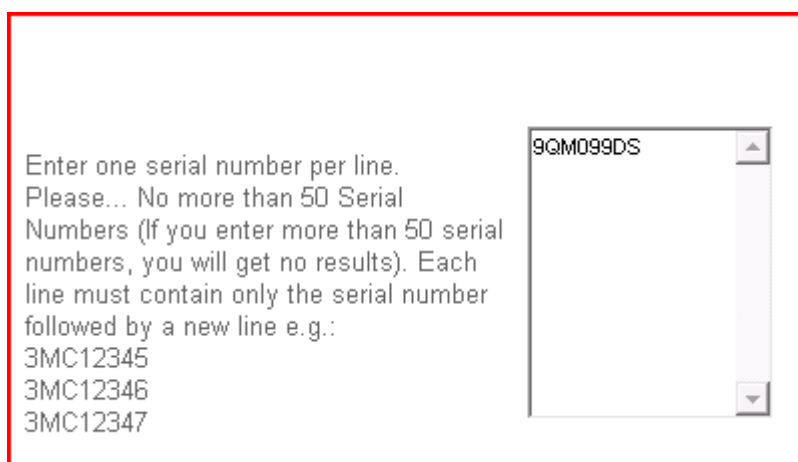 Enter one serial number per line.
Please... No more than 50 Serial
Numbers (If you enter more than 50 serial
numbers, you will get no results). Each
line must contain only the serial number
followed by a new line e.g.:
3MC12345
3MC12346
3MC12347
9QM099DS